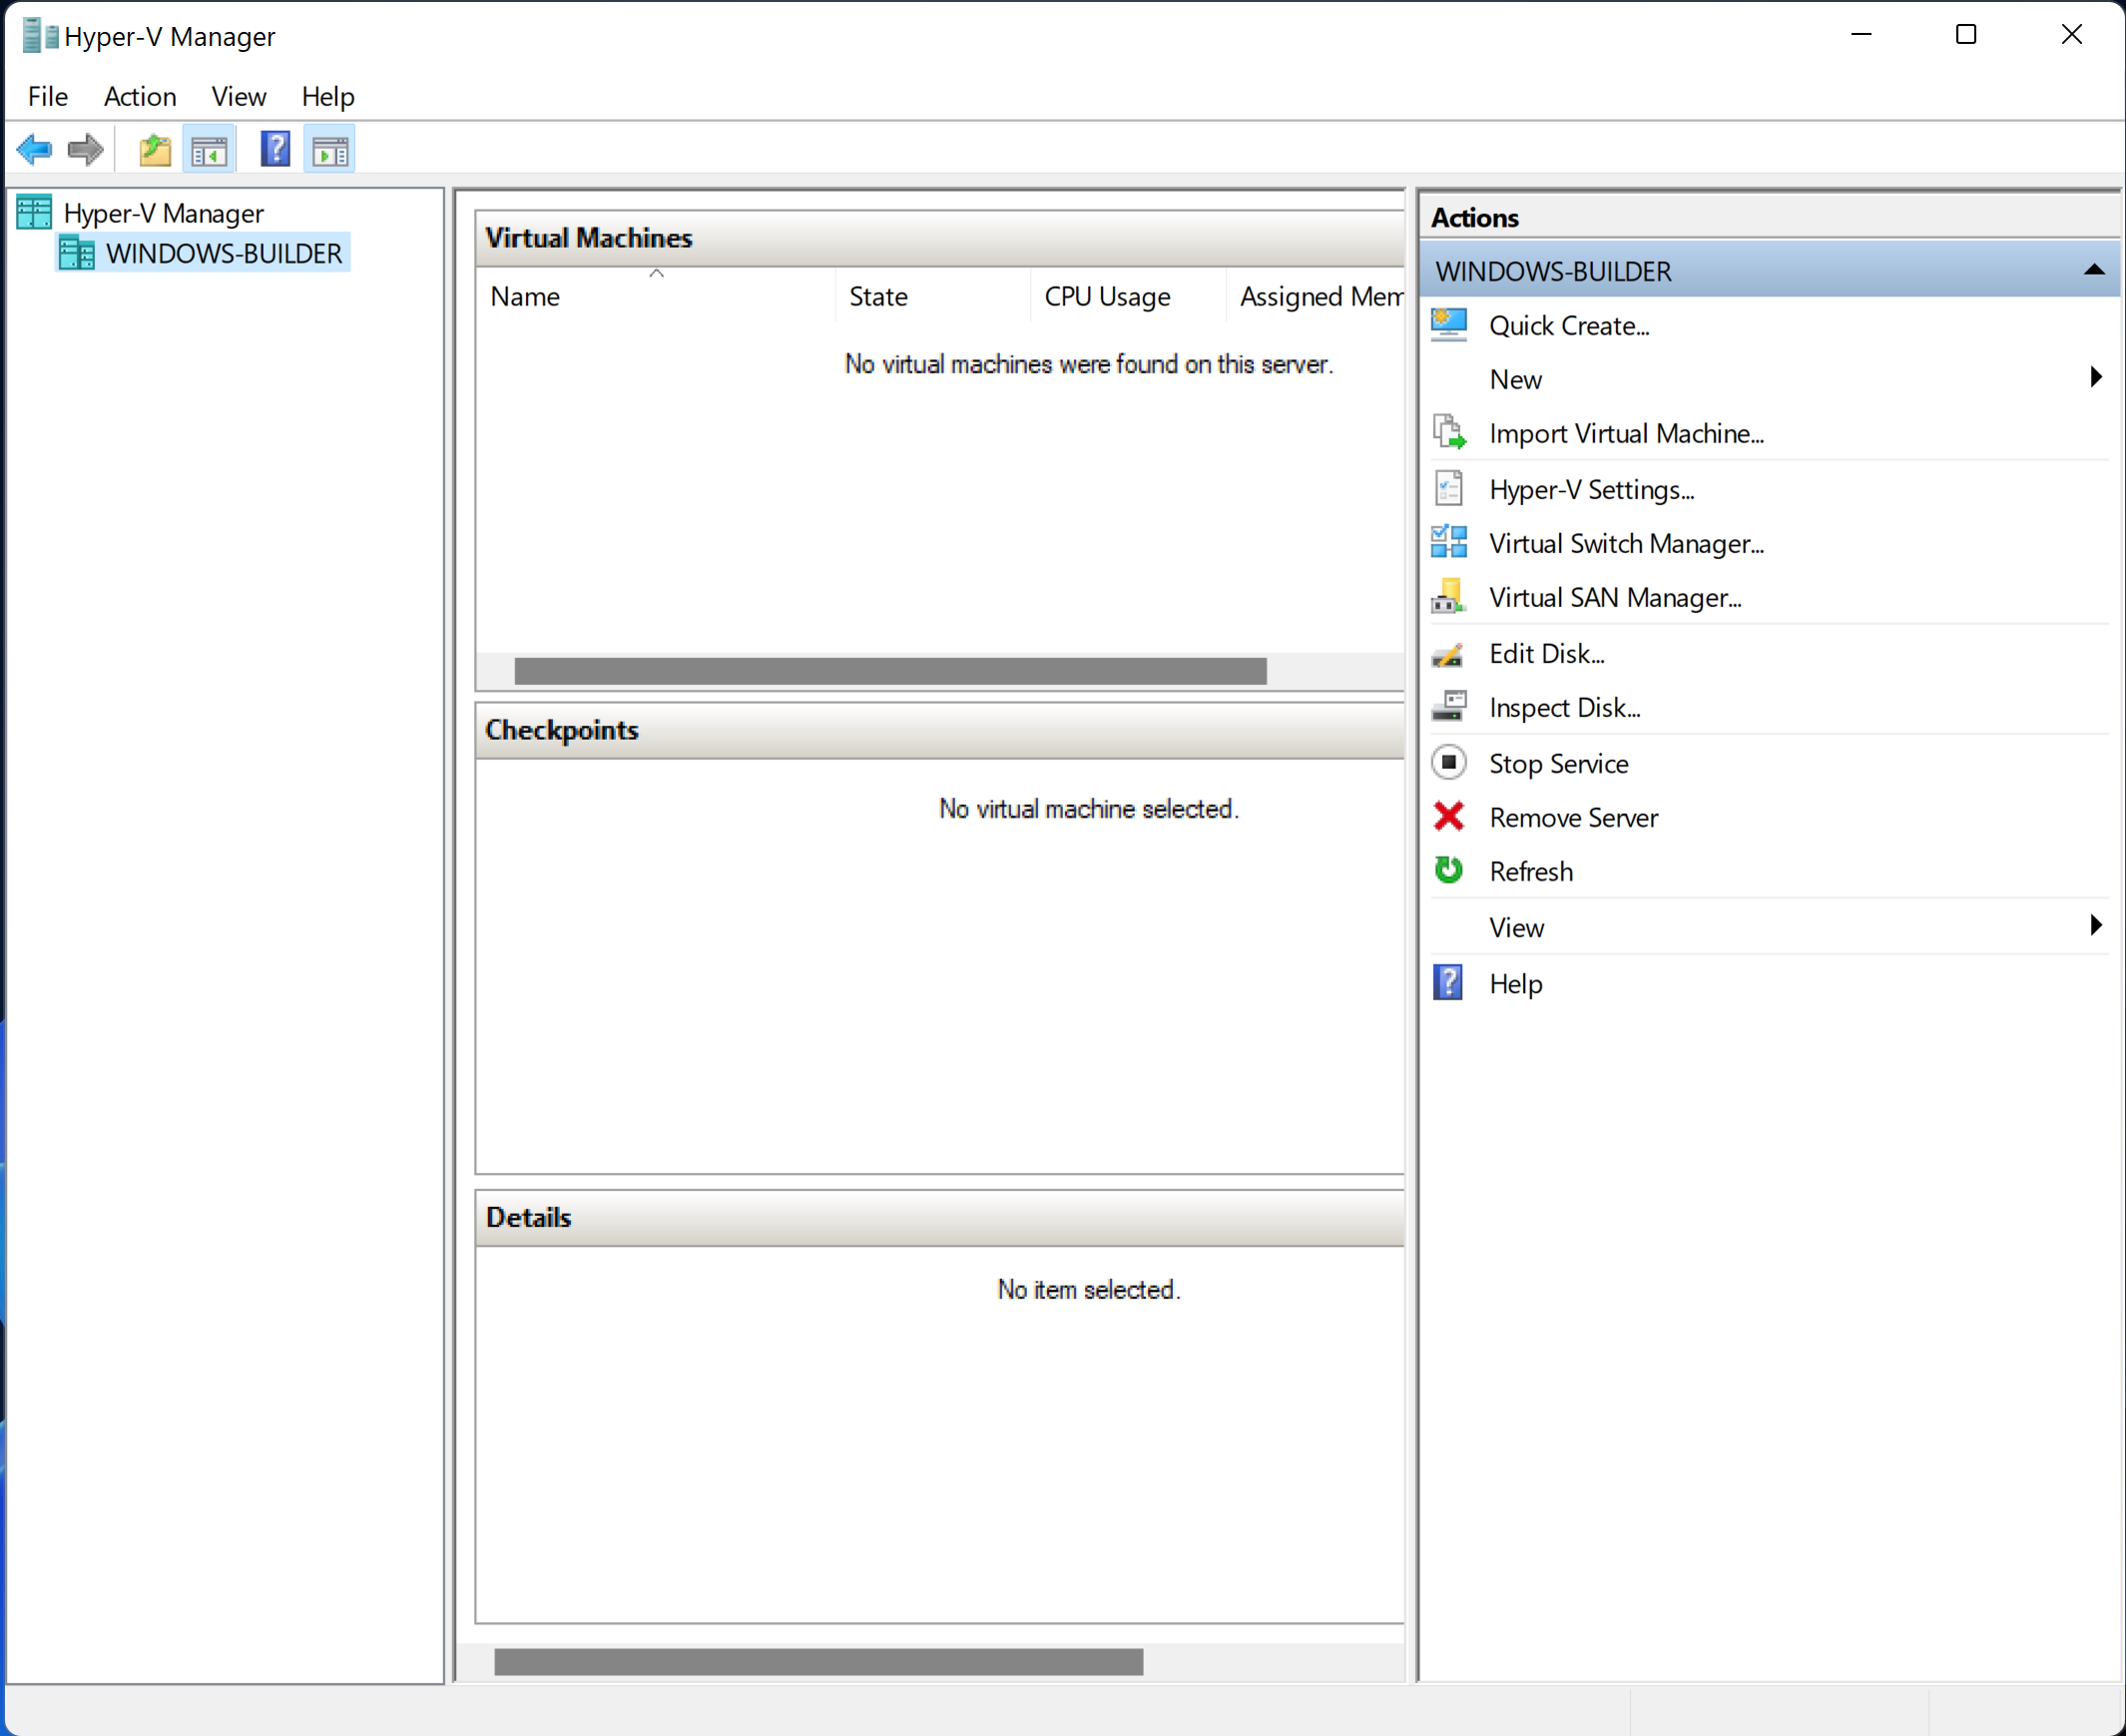 Hyper-V Manager
File Action View Help
Hyper-V Manager
WINDOWS-BUILDER
Virtual Machines
Name State CPU Usage Assigned Mem
No virtual machines were found on this server.
Checkpoints
No virtual machine selected.
Details
No item selected.
Actions
WINDOWS-BUILDER
Quick Create...
New
Import Virtual Machine...
Hyper-V Settings...
Virtual Switch Manager...
Virtual SAN Manager...
Edit Disk...
Inspect Disk...
Stop Service
Remove Server
Refresh
View
Help